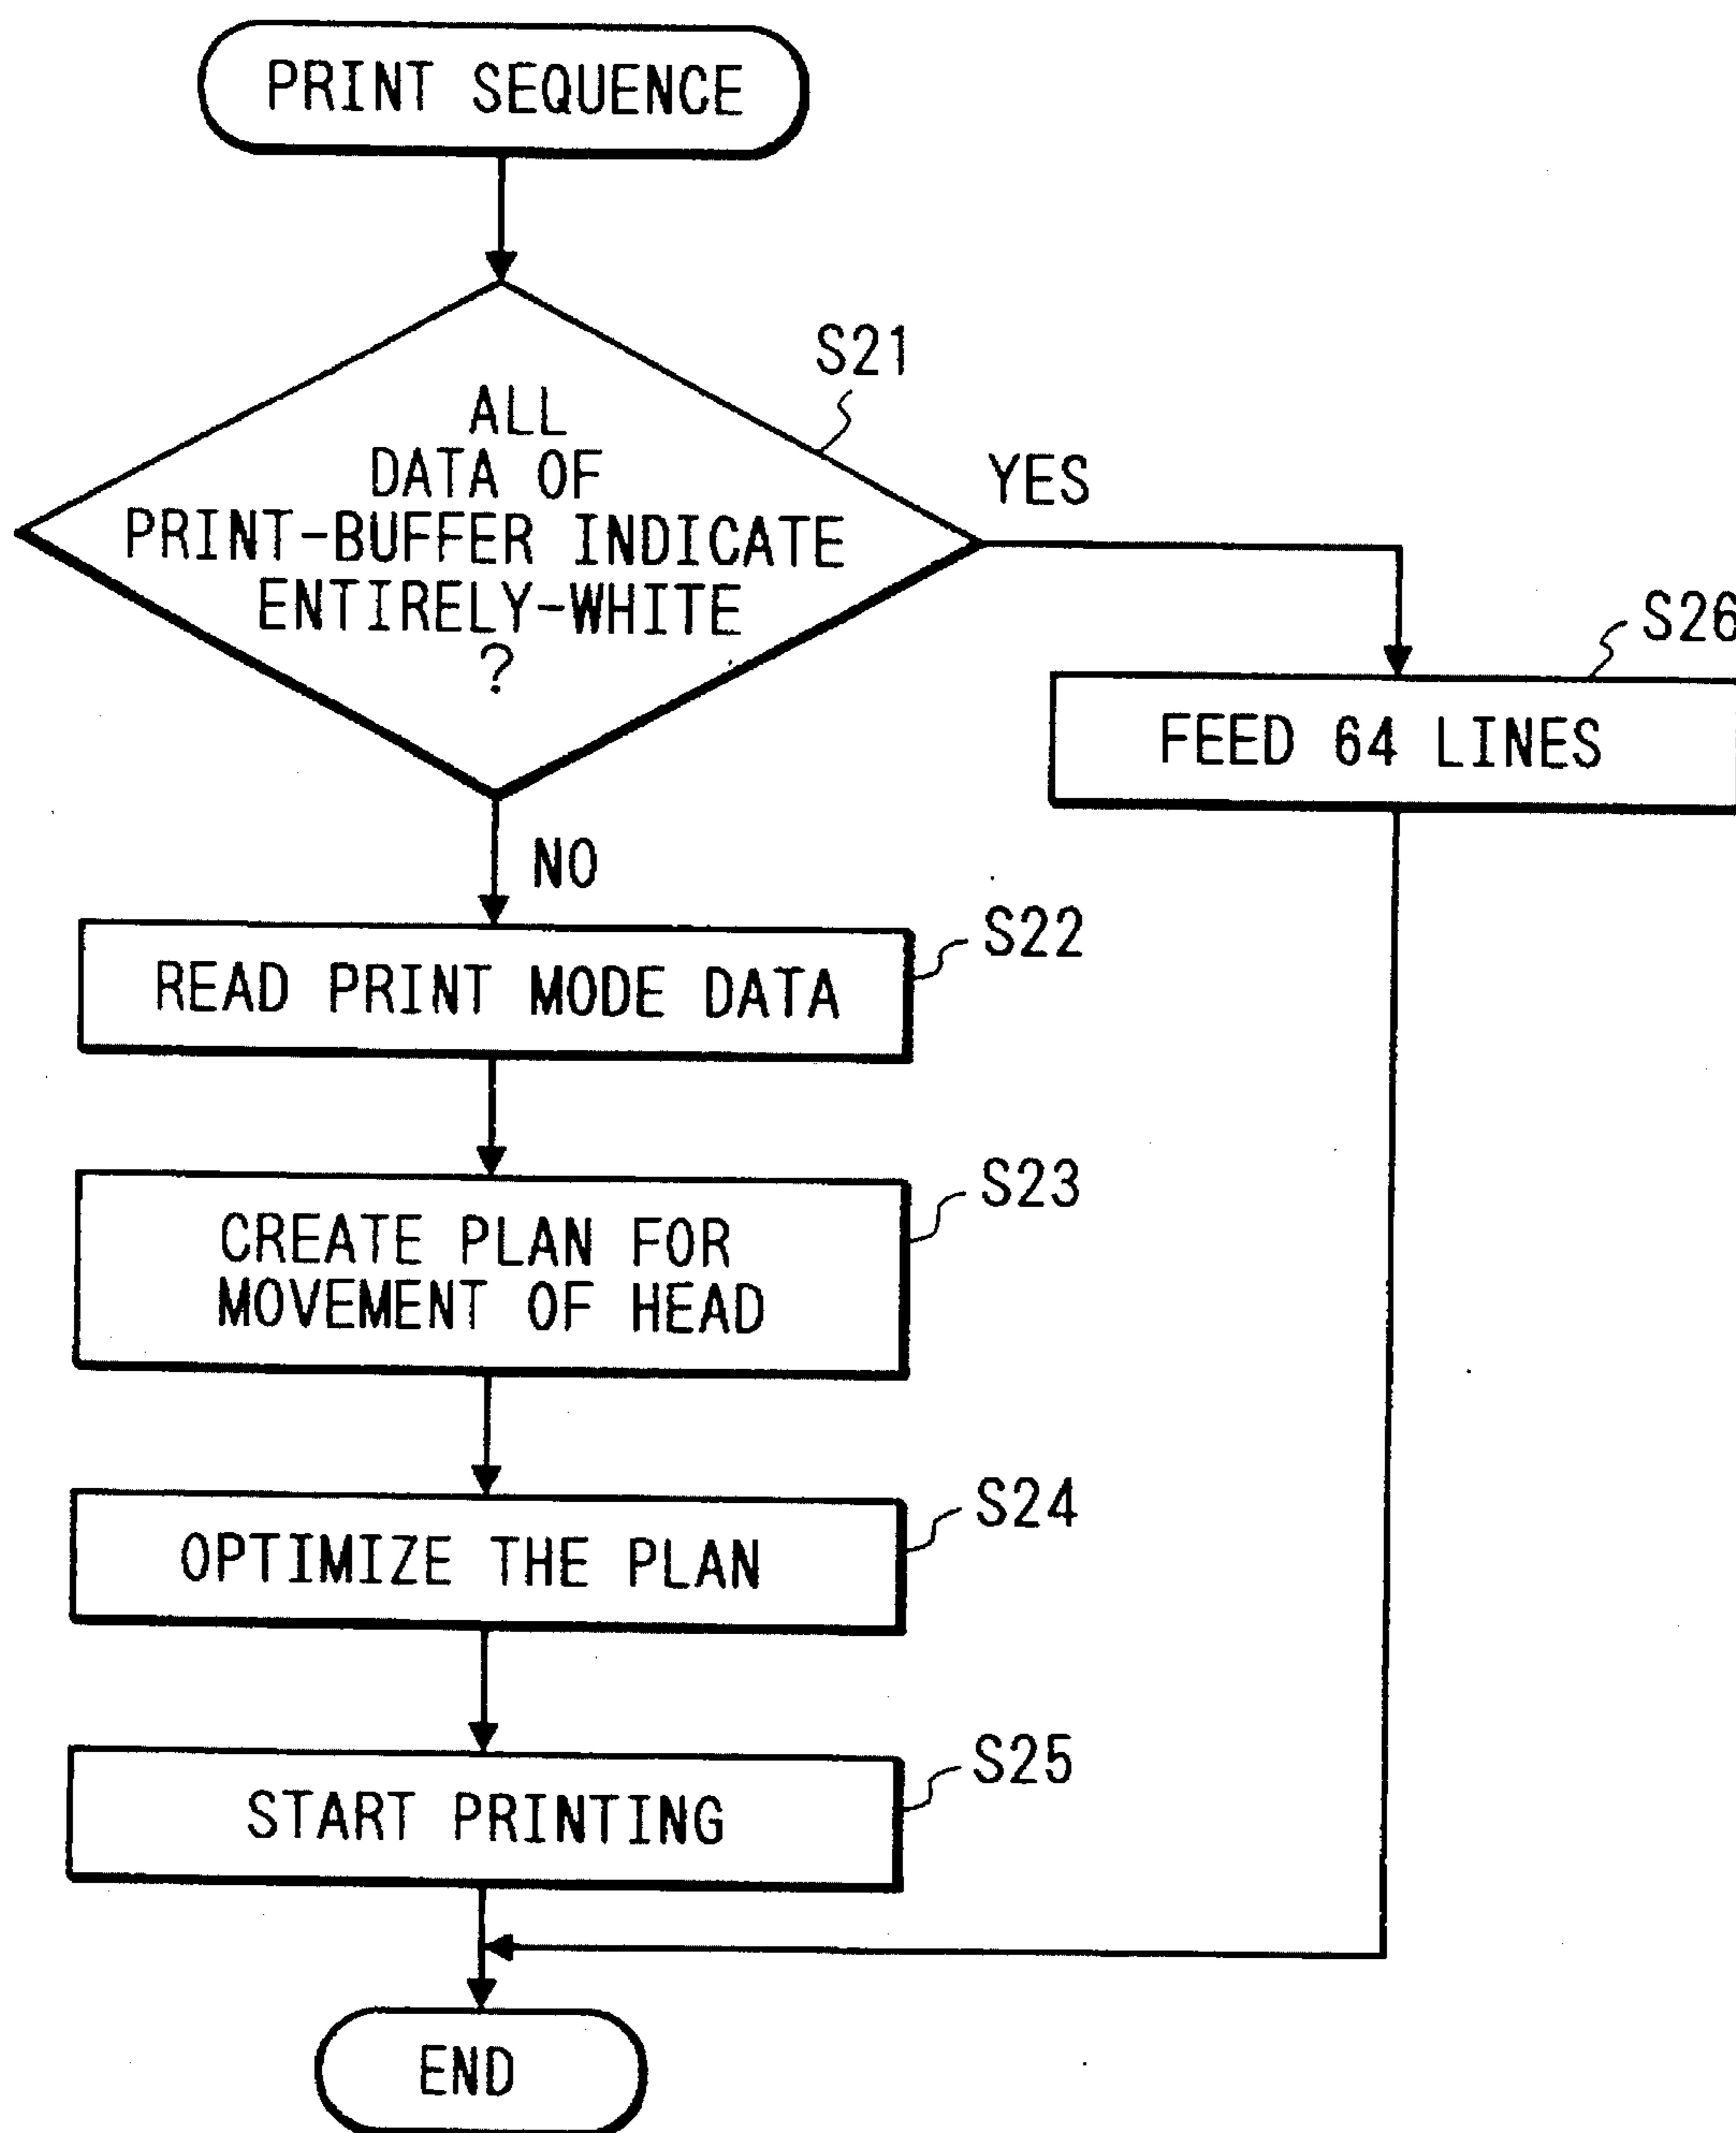 PRINT SEQUENCE
S21
ALL
DATA OF
PRINT-BUFFER INDICATE
ENTIRELY-WHITE
?
YES
S26
FEED 64 LINES
NO
S22
READ PRINT MODE DATA
S23
CREATE PLAN FOR
MOVEMENT OF HEAD
S24
OPTIMIZE THE PLAN
S25
START PRINTING
END